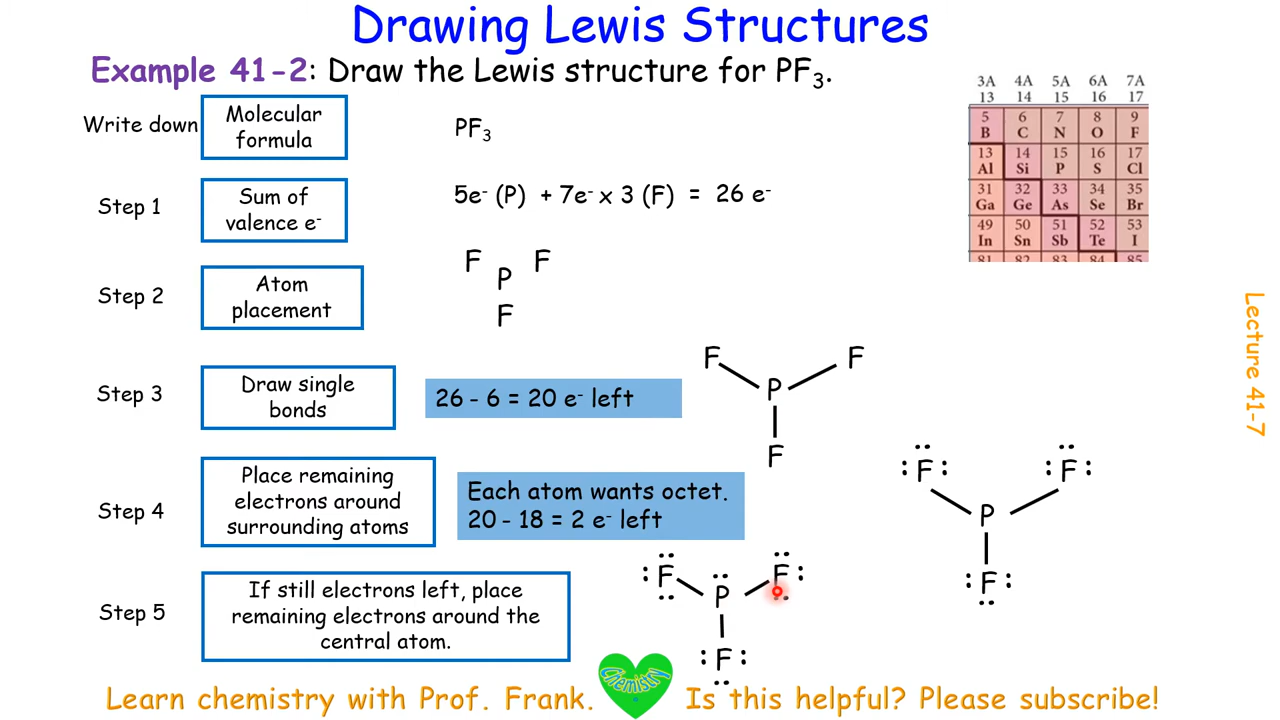 Drawing Lewis Structures
Example 41-2: Draw the Lewis structure for PF₃.
Write down
Molecular
formula
PF₃
3A 4A 5A 6A 7A
13 14 15 16 17
5 6 7 8 9
B C N O F
13 14 15 16 17
Al Si P S Cl
31 32 33 34 35
Ga Ge As Se Br
49 50 51 52 53
In Sn Sb Te I
81 82 83 84 85
Step 1
Sum of
valence e⁻
5e⁻ (P) + 7e⁻ x 3 (F) = 26 e⁻
Step 2
Atom
placement
F F
P
F
Step 3
Draw single
bonds
26 - 6 = 20 e⁻ left
F F
P
F
Step 4
Place remaining
electrons around
surrounding atoms
Each atom wants octet.
20 - 18 = 2 e⁻ left
F F
P
F
Step 5
If still electrons left, place
remaining electrons around the
central atom.
F F
P
F
Lecture 41-7
Learn chemistry with Prof. Frank.
Chemistry
Is this helpful? Please subscribe!